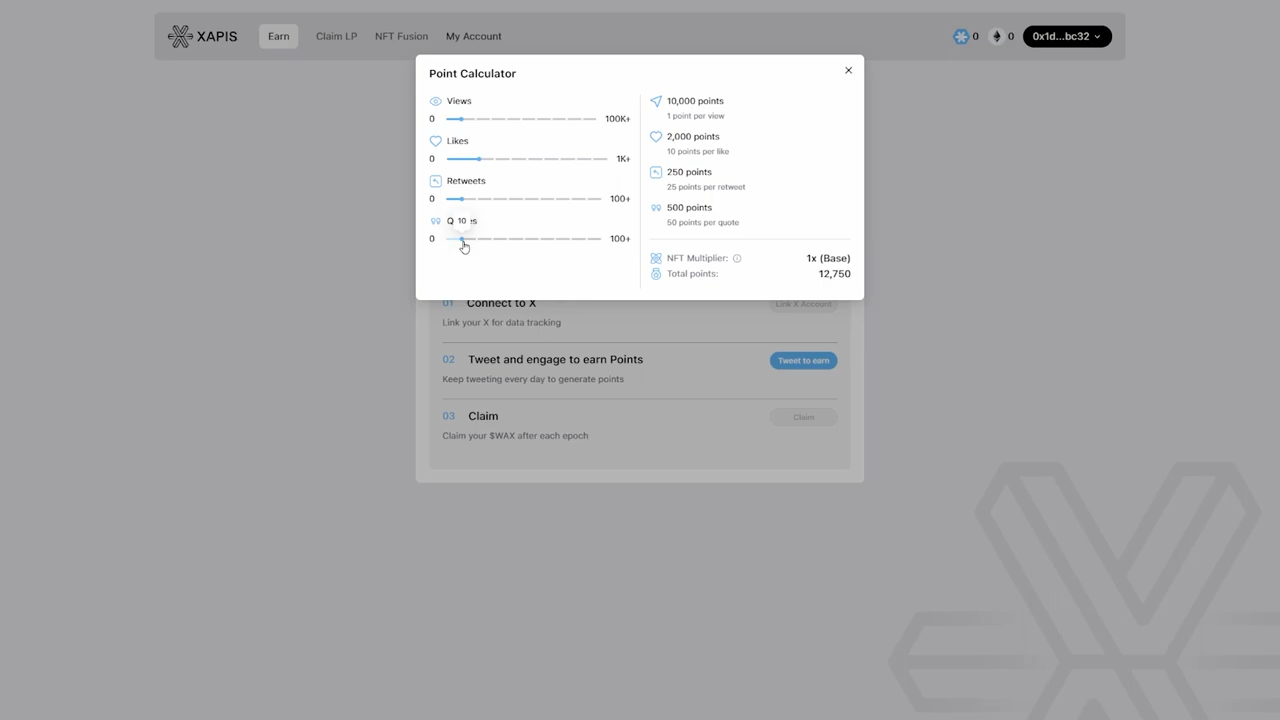 XAPIS
Earn
Claim LP
NFT Fusion
My Account
0
0
0x1d...bc32
Point Calculator
Views
0
100K+
Likes
0
1K+
Retweets
0
100+
10
0
100+
10,000 points
1 point per view
2,000 points
10 points per like
250 points
25 points per retweet
500 points
50 points per quote
NFT Multiplier:
1x (Base)
Total points:
12,750
01 Connect to X
Link X Account
Link your X for data tracking
02 Tweet and engage to earn Points
Tweet to earn
Keep tweeting every day to generate points
03 Claim
Claim
Claim your $WAX after each epoch